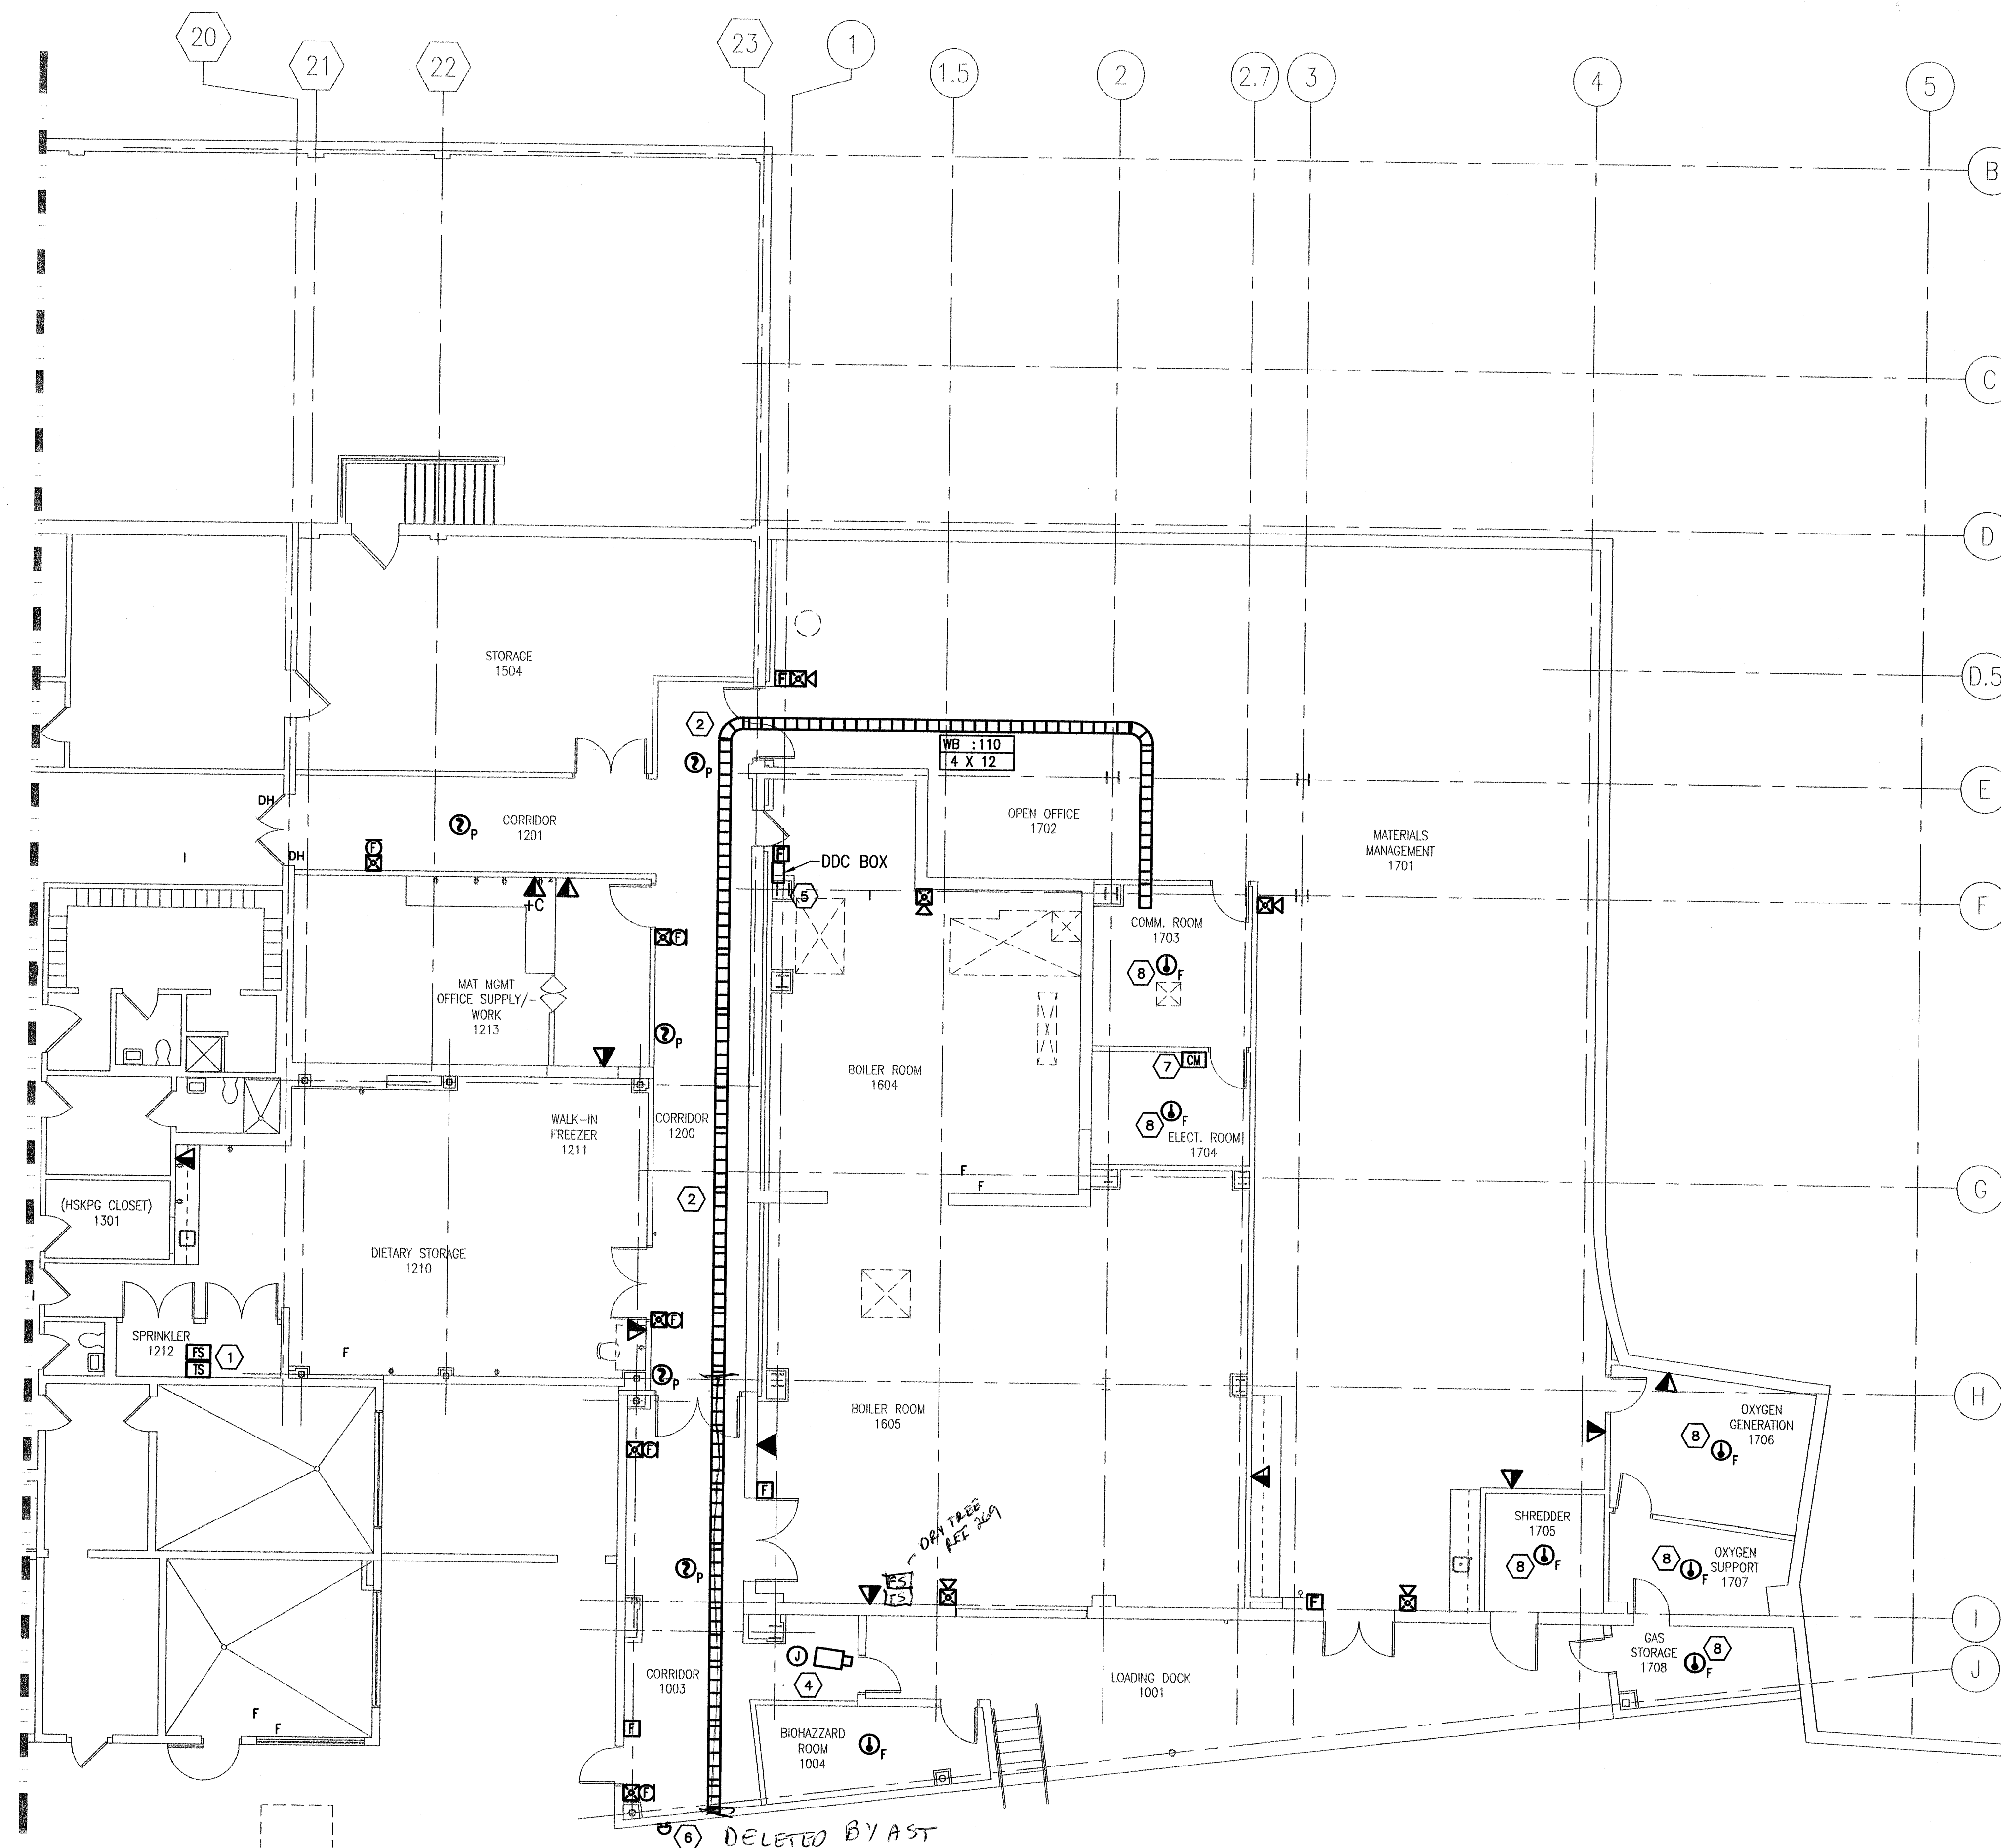 20
21
22
23
1
1.5
2
2.7
3
4
5
B
C
D
D.5
E
F
G
H
I
J
STORAGE
1504
F
2
WB :110
4 X 12
P
OPEN OFFICE
1702
MATERIALS
MANAGEMENT
1701
DH
CORRIDOR
1201
P
F
DH
F
DDC BOX
5
+C
COMM. ROOM
1703
8
F
F
MAT MGMT
OFFICE SUPPLY/-
WORK
1213
P
BOILER ROOM
1604
7
CM
8
F
ELECT. ROOM
1704
WALK-IN
FREEZER
1211
CORRIDOR
1200
F
F
2
(HSKPG CLOSET)
1301
DIETARY STORAGE
1210
F
SPRINKLER
1212
FS
TS
1
F
P
BOILER ROOM
1605
OXYGEN
GENERATION
1706
8
F
F
F
DRY TREE
REF 269
FS
TS
SHREDDER
1705
8
F
OXYGEN
SUPPORT
1707
8
F
P
F
J
4
CORRIDOR
1003
LOADING DOCK
1001
GAS
STORAGE
1708
8
F
F
F
F
BIOHAZZARD
ROOM
1004
F
F
6
DELETED BY AST